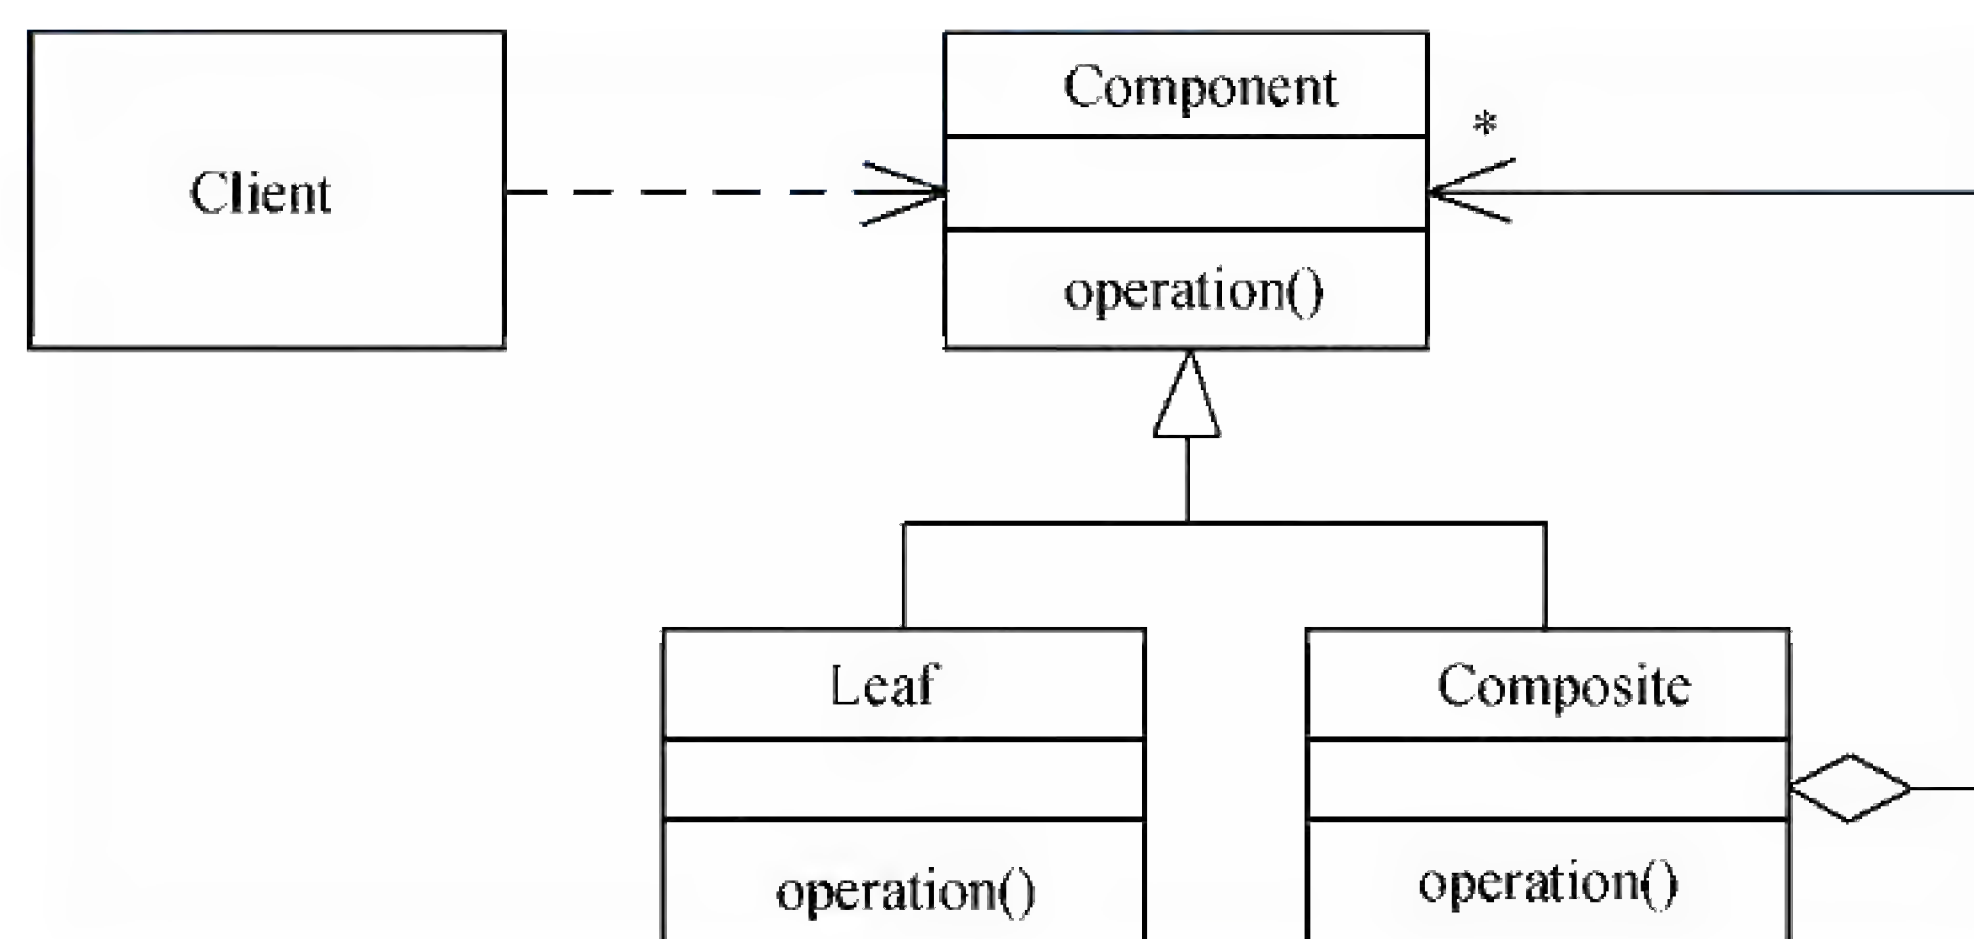 Client
Component
*
operation()
Leaf
operation()
Composite
operation()